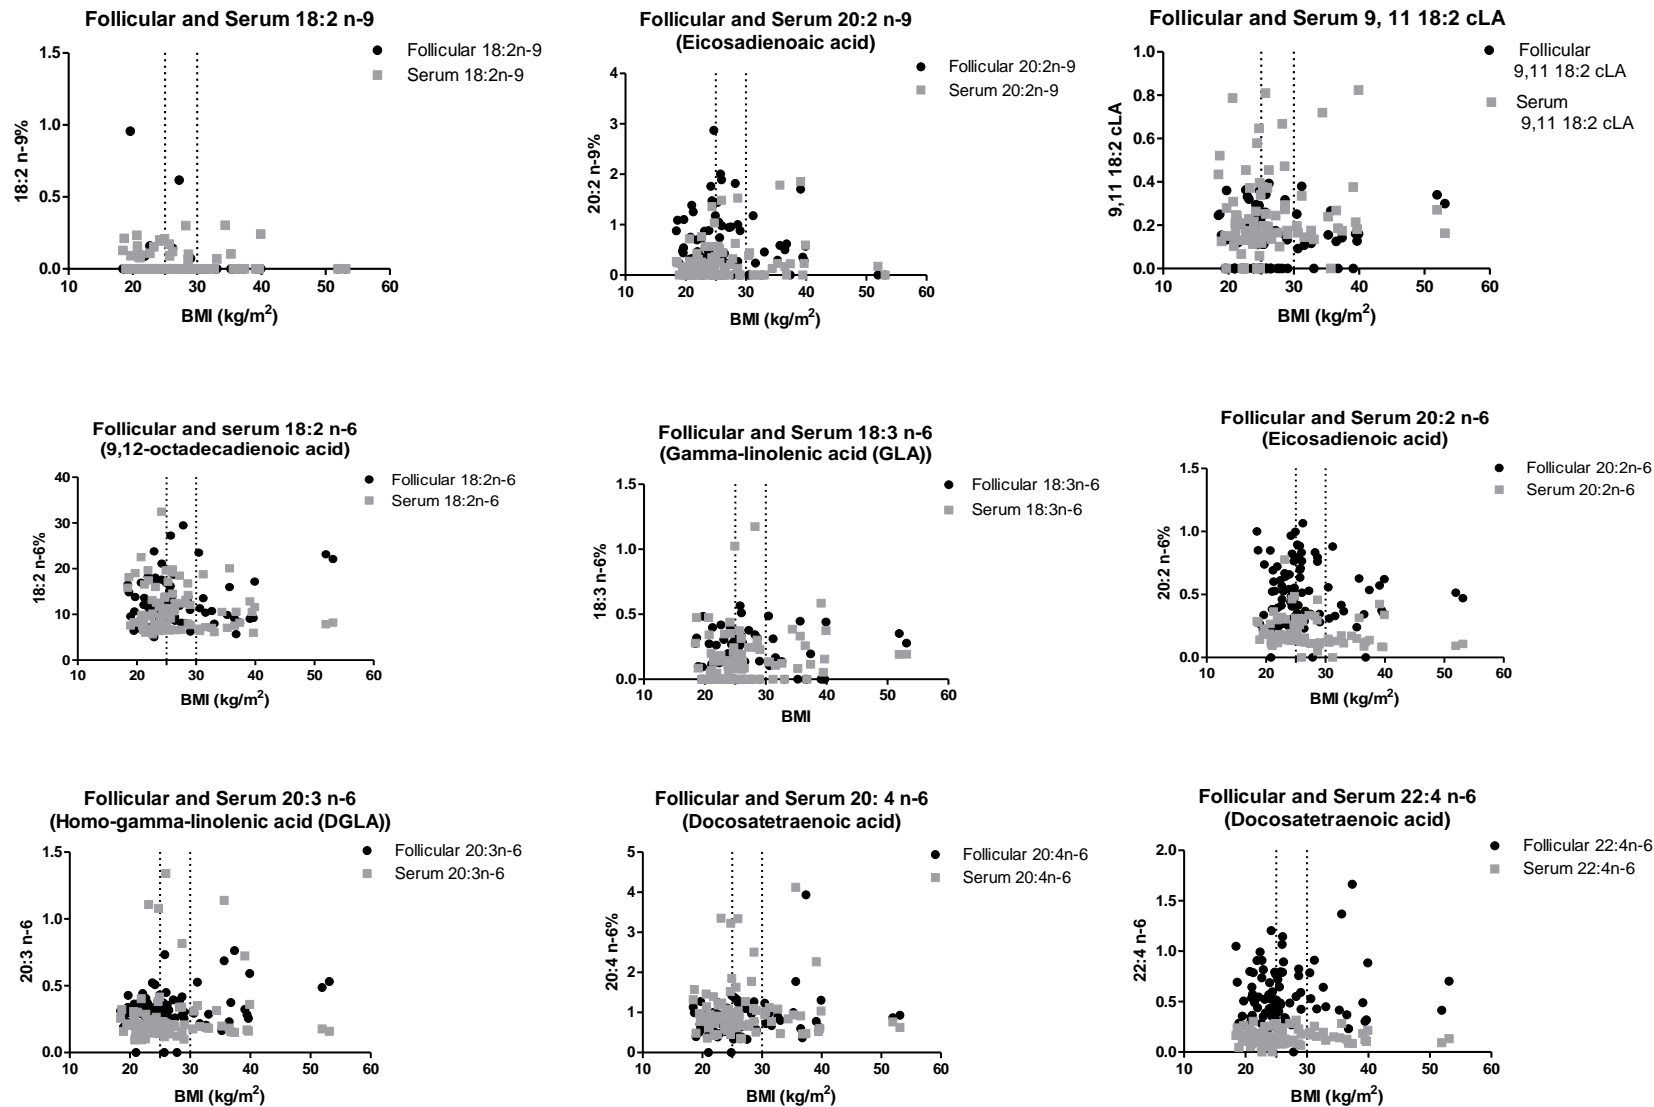 Follicular and Serum 18:2 n-9
Follicular 18:2n-9
Serum 18:2n-9
18:2 n-9%
1.5
1.0
0.5
0.0
10 20 30 40 50 60
BMI (kg/m2)
Follicular and Serum 20:2 n-9
(Eicosadienoaic acid)
Follicular 20:2n-9
Serum 20:2n-9
20:2 n-9%
4
3
2
1
0
10 20 30 40 50 60
BMI (kg/m2)
Follicular and Serum 9, 11 18:2 cLA
Follicular
9,11 18:2 cLA
Serum
9,11 18:2 cLA
9,11 18:2 cLA
1.0
0.8
0.6
0.4
0.2
0.0
10 20 30 40 50 60
BMI (kg/m2)
Follicular and serum 18:2 n-6
(9,12-octadecadienoic acid)
Follicular 18:2n-6
Serum 18:2n-6
18:2 n-6%
40
30
20
10
0
10 20 30 40 50 60
BMI (kg/m2)
Follicular and Serum 18:3 n-6
(Gamma-linolenic acid (GLA))
Follicular 18:3n-6
Serum 18:3n-6
18:3 n-6%
1.5
1.0
0.5
0.0
10 20 30 40 50 60
BMI
Follicular and Serum 20:2 n-6
(Eicosadienoic acid)
Follicular 20:2n-6
Serum 20:2n-6
20:2 n-6%
1.5
1.0
0.5
0.0
10 20 30 40 50 60
BMI (kg/m2)
Follicular and Serum 20:3 n-6
(Homo-gamma-linolenic acid (DGLA))
Follicular 20:3n-6
Serum 20:3n-6
20:3 n-6
1.5
1.0
0.5
0.0
10 20 30 40 50 60
BMI (kg/m2)
Follicular and Serum 20: 4 n-6
(Docosatetraenoic acid)
Follicular 20:4n-6
Serum 20:4n-6
20:4 n-6%
5
4
3
2
1
0
10 20 30 40 50 60
BMI (kg/m2)
Follicular and Serum 22:4 n-6
(Docosatetraenoic acid)
Follicular 22:4n-6
Serum 22:4n-6
22:4 n-6
2.0
1.5
1.0
0.5
0.0
10 20 30 40 50 60
BMI (kg/m2)